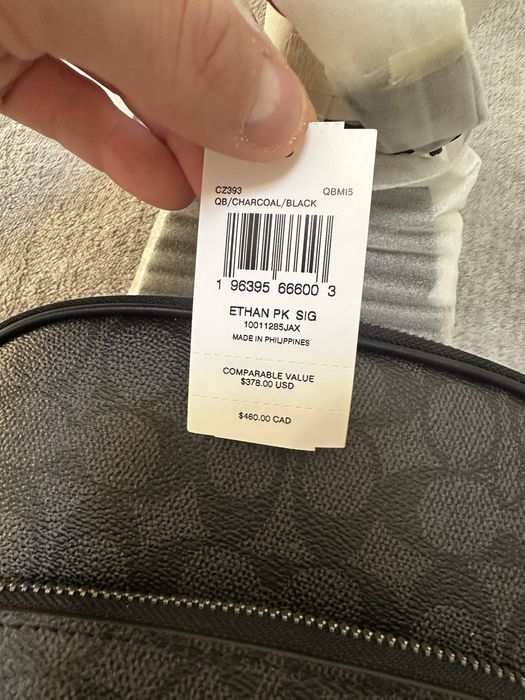 CZ393 QBMI5
QB/CHARCOAL/BLACK
1 96395 66600 3
ETHAN PK SIG
10011285JAX
MADE IN PHILIPPINES
COMPARABLE VALUE
$378.00 USD
$460.00 CAD